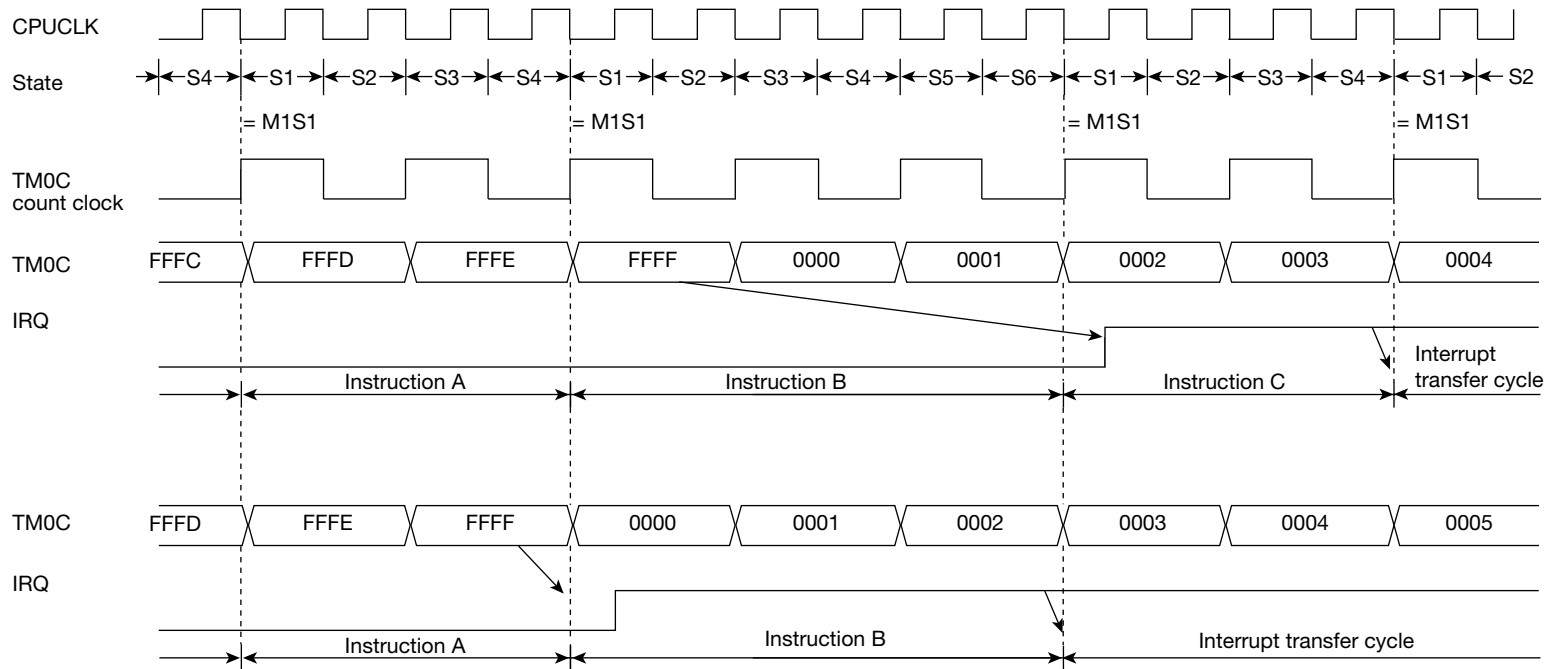 CPUCLK
State
S4 S1 S2 S3 S4 S1 S2 S3 S4 S5 S6 S1 S2 S3 S4 S1 S2
= M1S1 = M1S1 = M1S1 = M1S1
TM0C
count clock
TM0C FFFC FFFD FFFE FFFF 0000 0001 0002 0003 0004
IRQ
Interrupt
transfer cycle
Instruction A Instruction B Instruction C
TM0C FFFD FFFE FFFF 0000 0001 0002 0003 0004 0005
IRQ
Instruction A Instruction B Interrupt transfer cycle